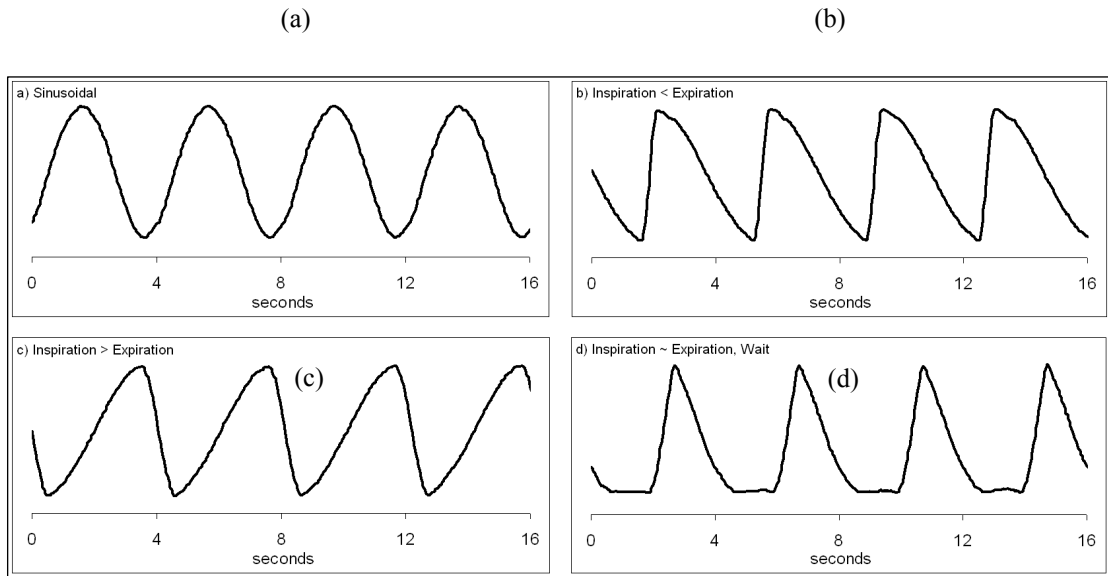 (a) (b)
a) Sinusoidal
0 4 8 12 16
seconds
b) Inspiration < Expiration
0 4 8 12 16
seconds
c) Inspiration > Expiration
(c)
0 4 8 12 16
seconds
d) Inspiration ~ Expiration, Wait
(d)
0 4 8 12 16
seconds